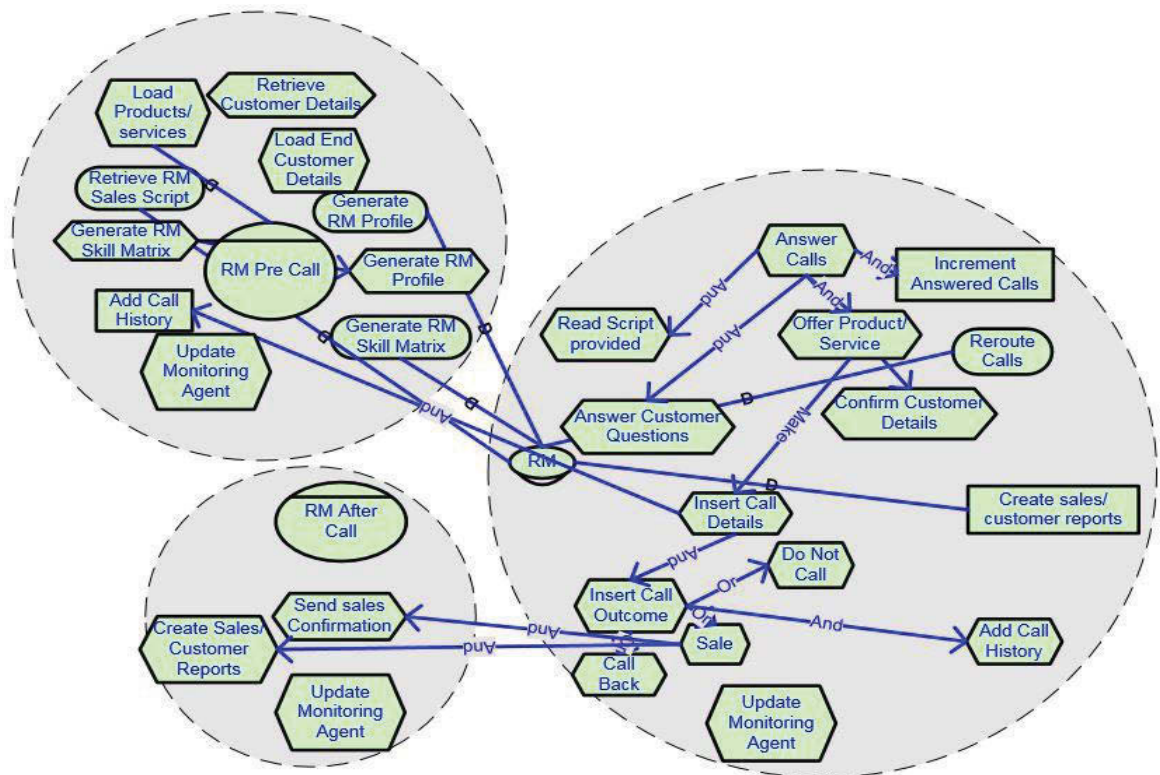 Load
Products/
services
Retrieve
Customer Details
Load End
Customer
Details
Retrieve RM
Sales Script
D
Generate
RM Profile
Generate RM
Skill Matrix
RM Pre Call
Generate RM
Profile
Add Call
History
D
Generate RM
Skill Matrix
D
Update
Monitoring
Agent
And
D
Answer
Calls
And
Increment
Answered Calls
And
And
And
Read Script
provided
Offer Product/
Service
Reroute
Calls
D
Make
Answer Customer
Questions
Confirm Customer
Details
RM
D
Insert Call
Details
Create sales/
customer reports
And
Do Not
Call
Or
Insert Call
Outcome
Or
And
Add Call
History
Sale
Or
Call
Back
Update
Monitoring
Agent
RM After
Call
Send sales
Confirmation
And
Create Sales/
Customer
Reports
And
Update
Monitoring
Agent